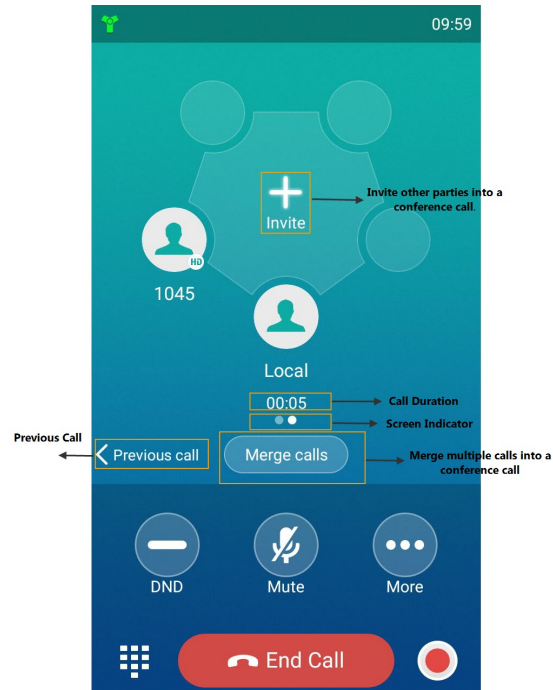 09:59
Invite
Invite other parties into a
conference call.
HD
1045
Local
00:05
Call Duration
Screen Indicator
Previous Call
Previous call
Merge calls
Merge multiple calls into a
conference call
DND
Mute
More
End Call